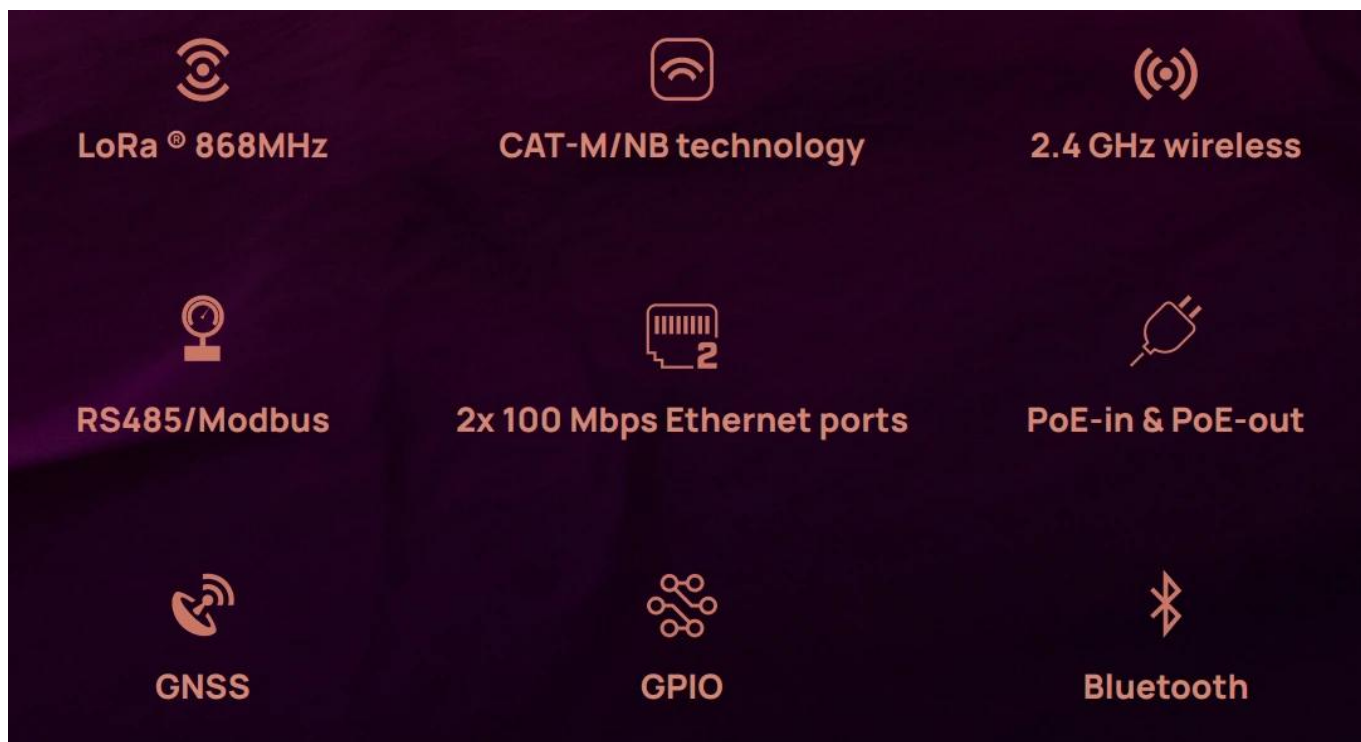 LoRa ® 868MHz
CAT-M/NB technology
2.4 GHz wireless
2
RS485/Modbus
2x 100 Mbps Ethernet ports
PoE-in & PoE-out
GNSS
GPIO
Bluetooth